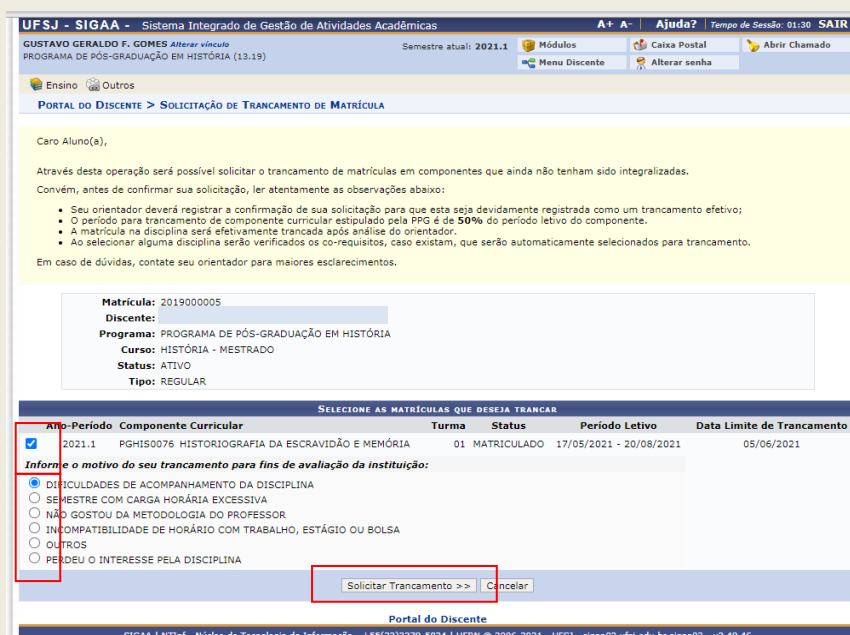 UFSJ - SIGAA - Sistema Integrado de Gestão de Atividades Acadêmicas A+ A- | Ajuda? | Tempo de Sessão: 01:30 SAIR
GUSTAVO GERALDO F. GOMES Alterar vínculo Semestre atual: 2021.1 Módulos Caixa Postal Abrir Chamado
PROGRAMA DE PÓS-GRADUAÇÃO EM HISTÓRIA (13.19) Menu Discente Alterar senha
Ensino Outros
PORTAL DO DISCENTE > SOLICITAÇÃO DE TRANCAMENTO DE MATRÍCULA
Caro Aluno(a),
Através desta operação será possível solicitar o trancamento de matrículas em componentes que ainda não tenham sido integralizadas.
Convém, antes de confirmar sua solicitação, ler atentamente as observações abaixo:
• Seu orientador deverá registrar a confirmação de sua solicitação para que esta seja devidamente registrada como um trancamento efetivo;
• O período para trancamento de componente curricular estipulado pela PPG é de 50% do período letivo do componente.
• A matrícula na disciplina será efetivamente trancada após análise do orientador.
• Ao selecionar alguma disciplina serão verificados os co-requisitos, caso existam, que serão automaticamente selecionados para trancamento.
Em caso de dúvidas, contate seu orientador para maiores esclarecimentos.
Matrícula: 2019000005
Discente:
Programa: PROGRAMA DE PÓS-GRADUAÇÃO EM HISTÓRIA
Curso: HISTÓRIA - MESTRADO
Status: ATIVO
Tipo: REGULAR
SELECIONE AS MATRÍCULAS QUE DESEJA TRANCAR
Ano-Período Componente Curricular Turma Status Período Letivo Data Limite de Trancamento
2021.1 PGHIS0076 HISTORIOGRAFIA DA ESCRAVIDÃO E MEMÓRIA 01 MATRICULADO 17/05/2021 - 20/08/2021 05/06/2021
Informe o motivo do seu trancamento para fins de avaliação da instituição:
DIFICULDADES DE ACOMPANHAMENTO DA DISCIPLINA
SEMESTRE COM CARGA HORÁRIA EXCESSIVA
NÃO GOSTOU DA METODOLOGIA DO PROFESSOR
INCOMPATIBILIDADE DE HORÁRIO COM TRABALHO, ESTÁGIO OU BOLSA
OUTROS
PERDEU O INTERESSE PELA DISCIPLINA
Solicitar Trancamento >> Cancelar
Portal do Discente